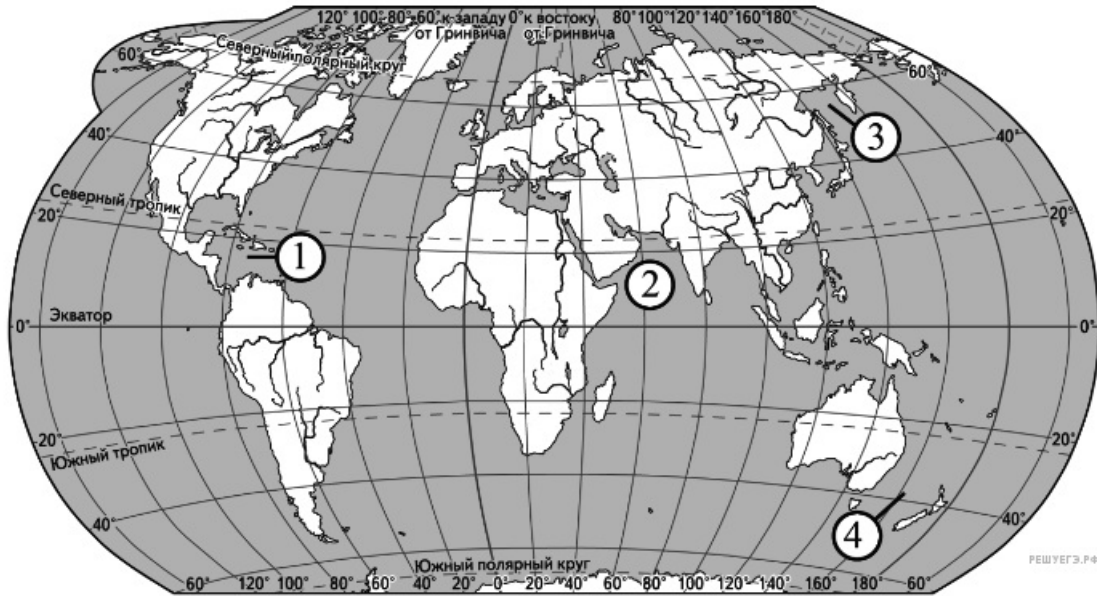 120° 100° 80° 60° к западу 0° к востоку 80° 100° 120° 140° 160° 180°
от Гринвича от Гринвича
60° Северный полярный круг 60°
3
40° 40°
Северный тропик
20° 20°
1
2
Экватор
0° 0°
20° 20°
Южный тропик
40° 40°
4
Южный полярный круг
60° 120° 100° 80° 60° 40° 20° 0° 20° 40° 60° 80° 100° 120° 140° 160° 180° 60°
РЕШУЕГЭ.РФ